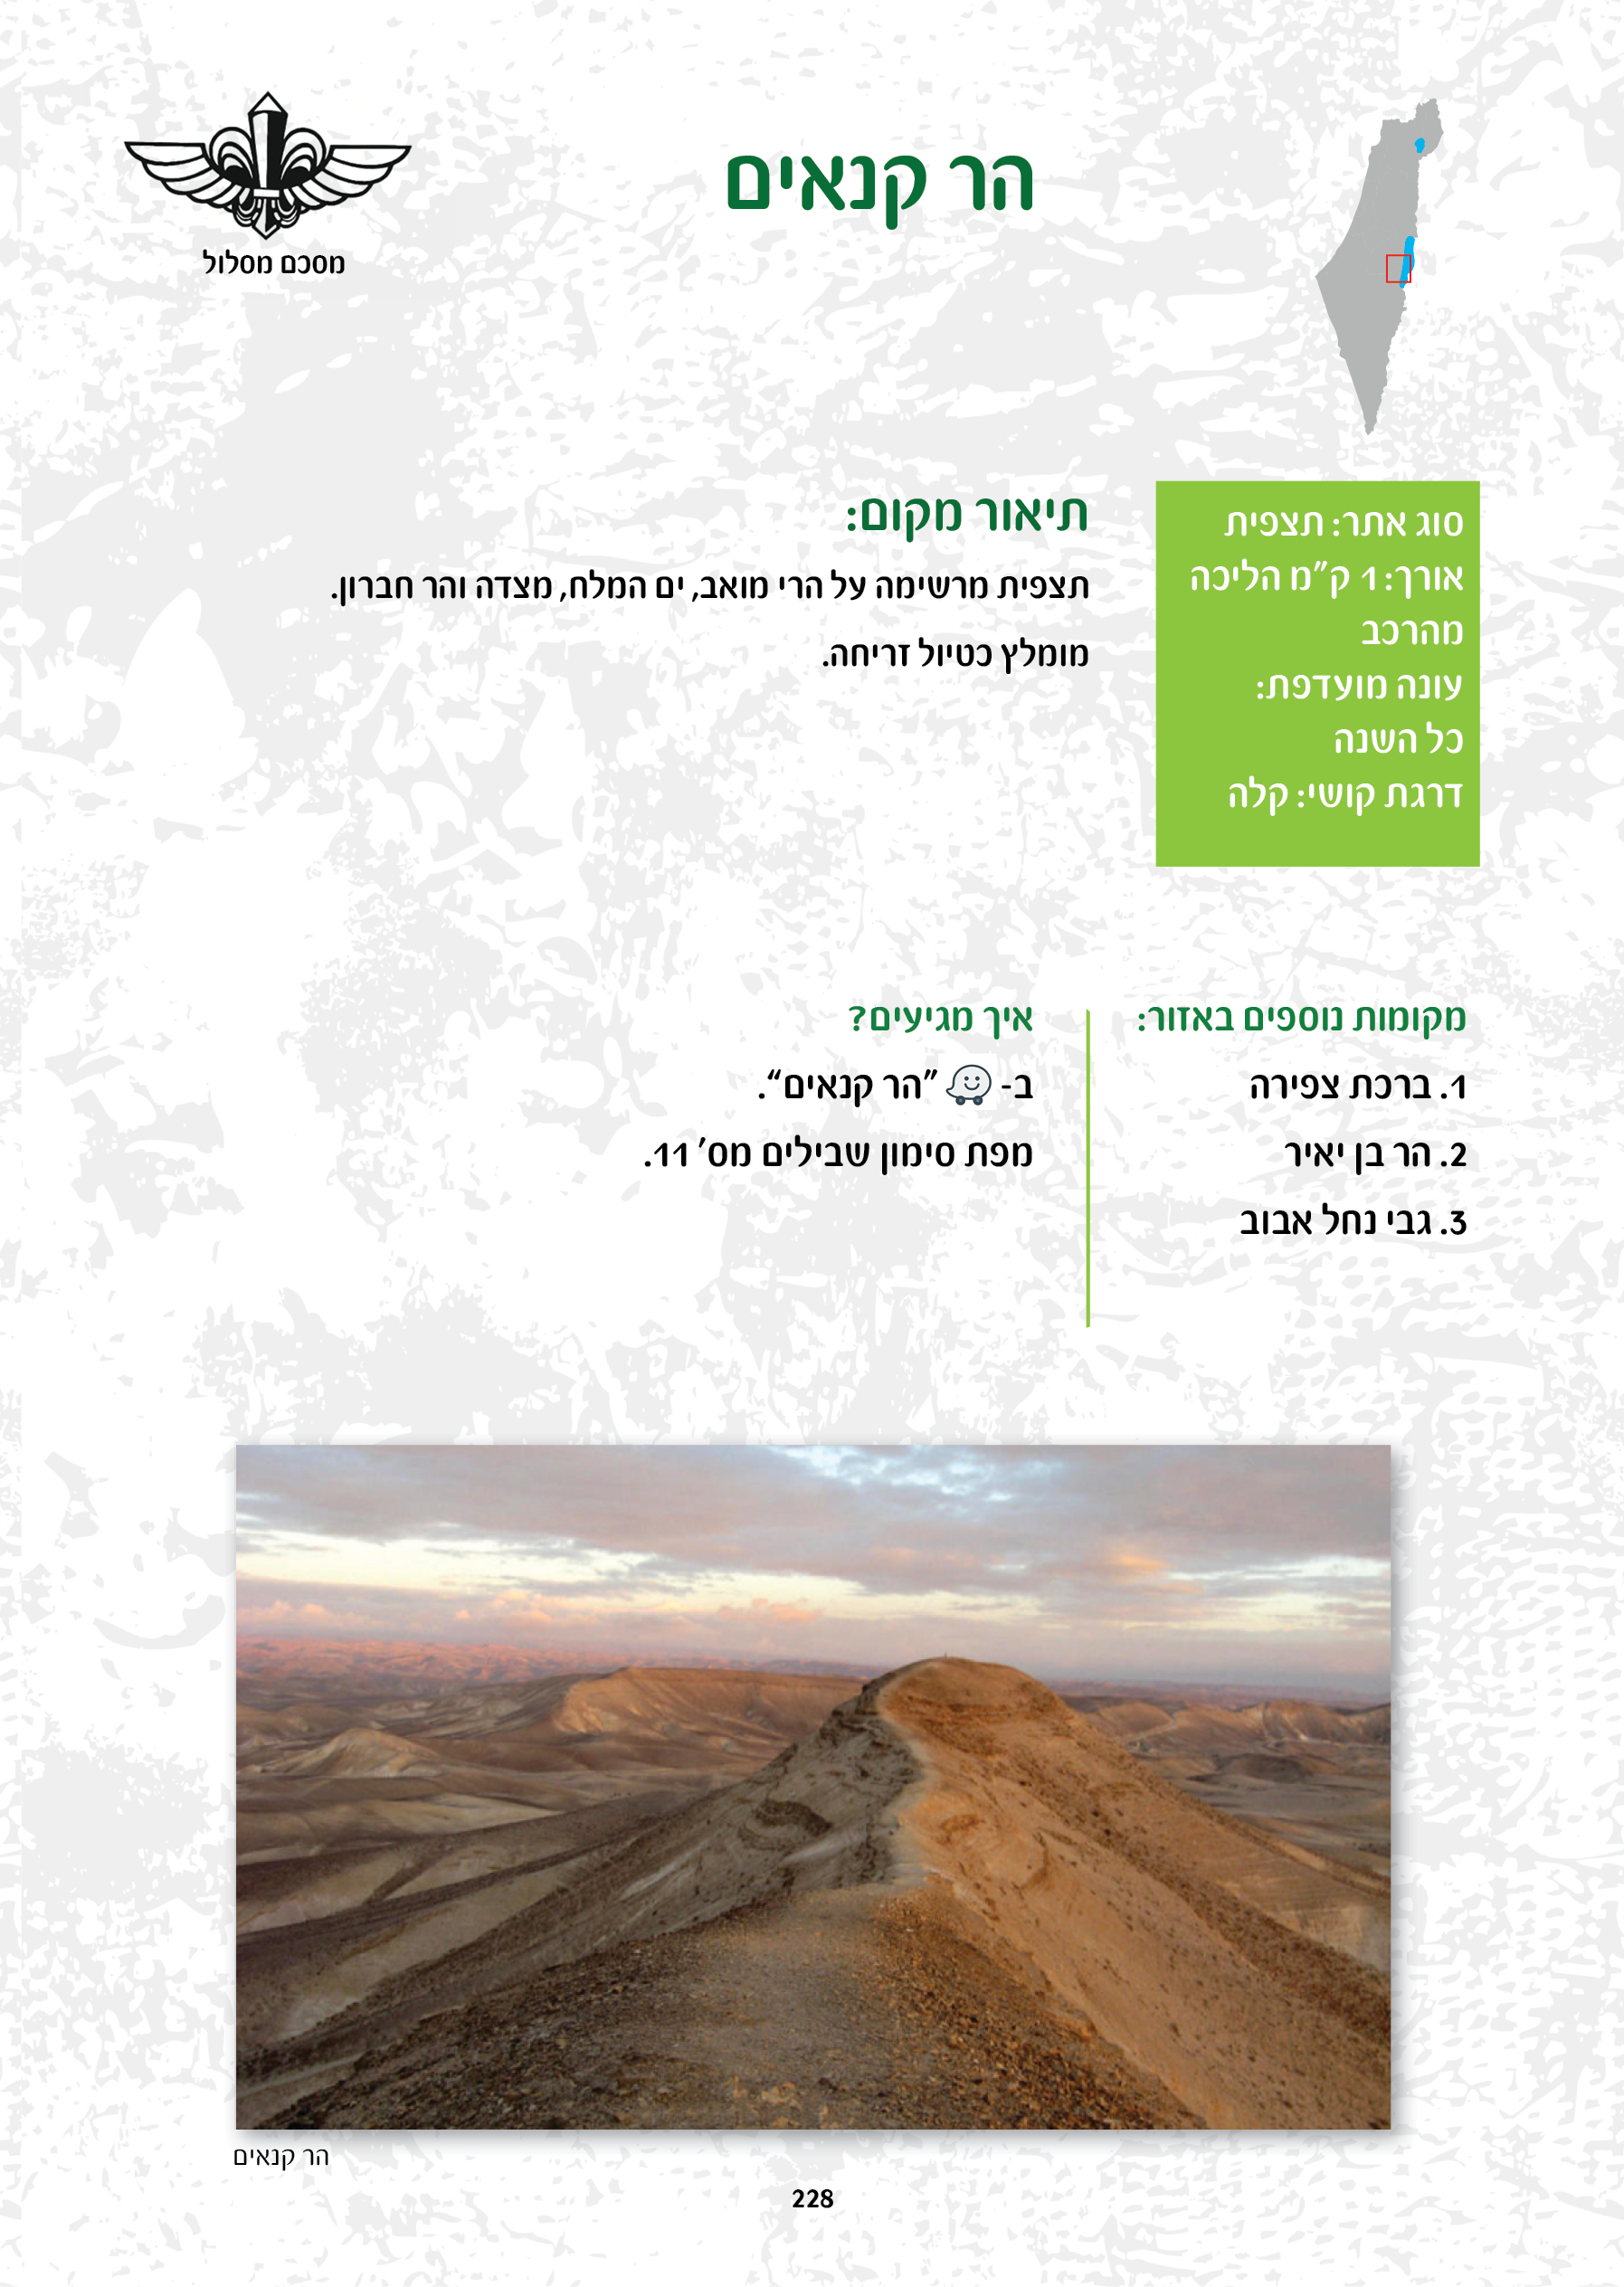 הר קנאים
מסכם מסלול
סוג אתר: תצפית
אורך: 1 ק"מ הליכה
מהרכב
עונה מועדפת:
כל השנה
דרגת קושי: קלה
תיאור מקום:
תצפית מרשימה על הרי מואב, ים המלח, מצדה והר חברון.
מומלץ כטיול זריחה.
מקומות נוספים באזור:
1. ברכת צפירה
2. הר בן יאיר
3. גבי נחל אבוב
איך מגיעים?
ב- "הר קנאים“.
מפת סימון שבילים מס' 11.
הר קנאים
228